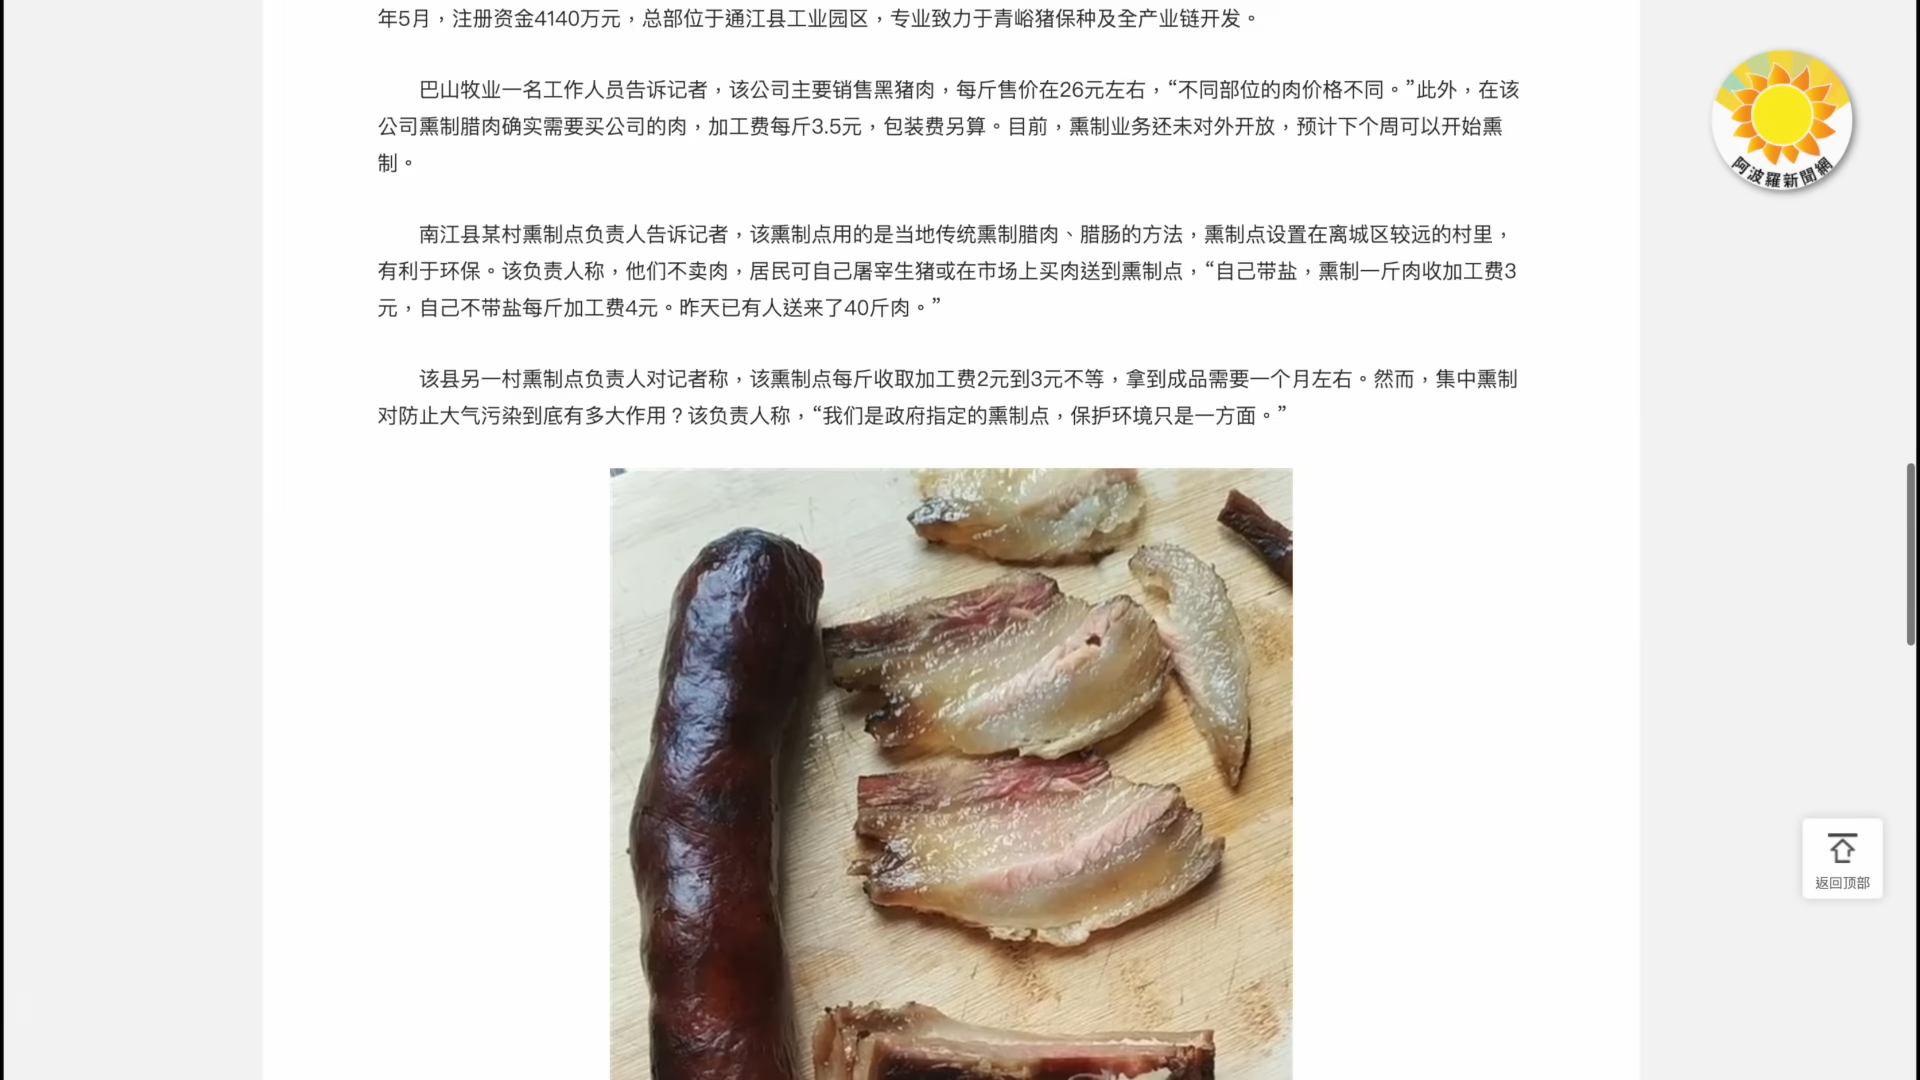 年5月，注册资金4140万元，总部位于通江县工业园区，专业致力于青峪猪保种及全产业链开发。
巴山牧业一名工作人员告诉记者，该公司主要销售黑猪肉，每斤售价在26元左右，“不同部位的肉价格不同。”此外，在该
公司熏制腊肉确实需要买公司的肉，加工费每斤3.5元，包装费另算。目前，熏制业务还未对外开放，预计下个周可以开始熏
制。
南江县某村熏制点负责人告诉记者，该熏制点用的是当地传统熏制腊肉、腊肠的方法，熏制点设置在离城区较远的村里，
有利于环保。该负责人称，他们不卖肉，居民可自己屠宰生猪或在市场上买肉送到熏制点，“自己带盐，熏制一斤肉收加工费3
元，自己不带盐每斤加工费4元。昨天已有人送来了40斤肉。”
该县另一村熏制点负责人对记者称，该熏制点每斤收取加工费2元到3元不等，拿到成品需要一个月左右。然而，集中熏制
对防止大气污染到底有多大作用？该负责人称，“我们是政府指定的熏制点，保护环境只是一方面。”
阿波羅新聞網
返回顶部